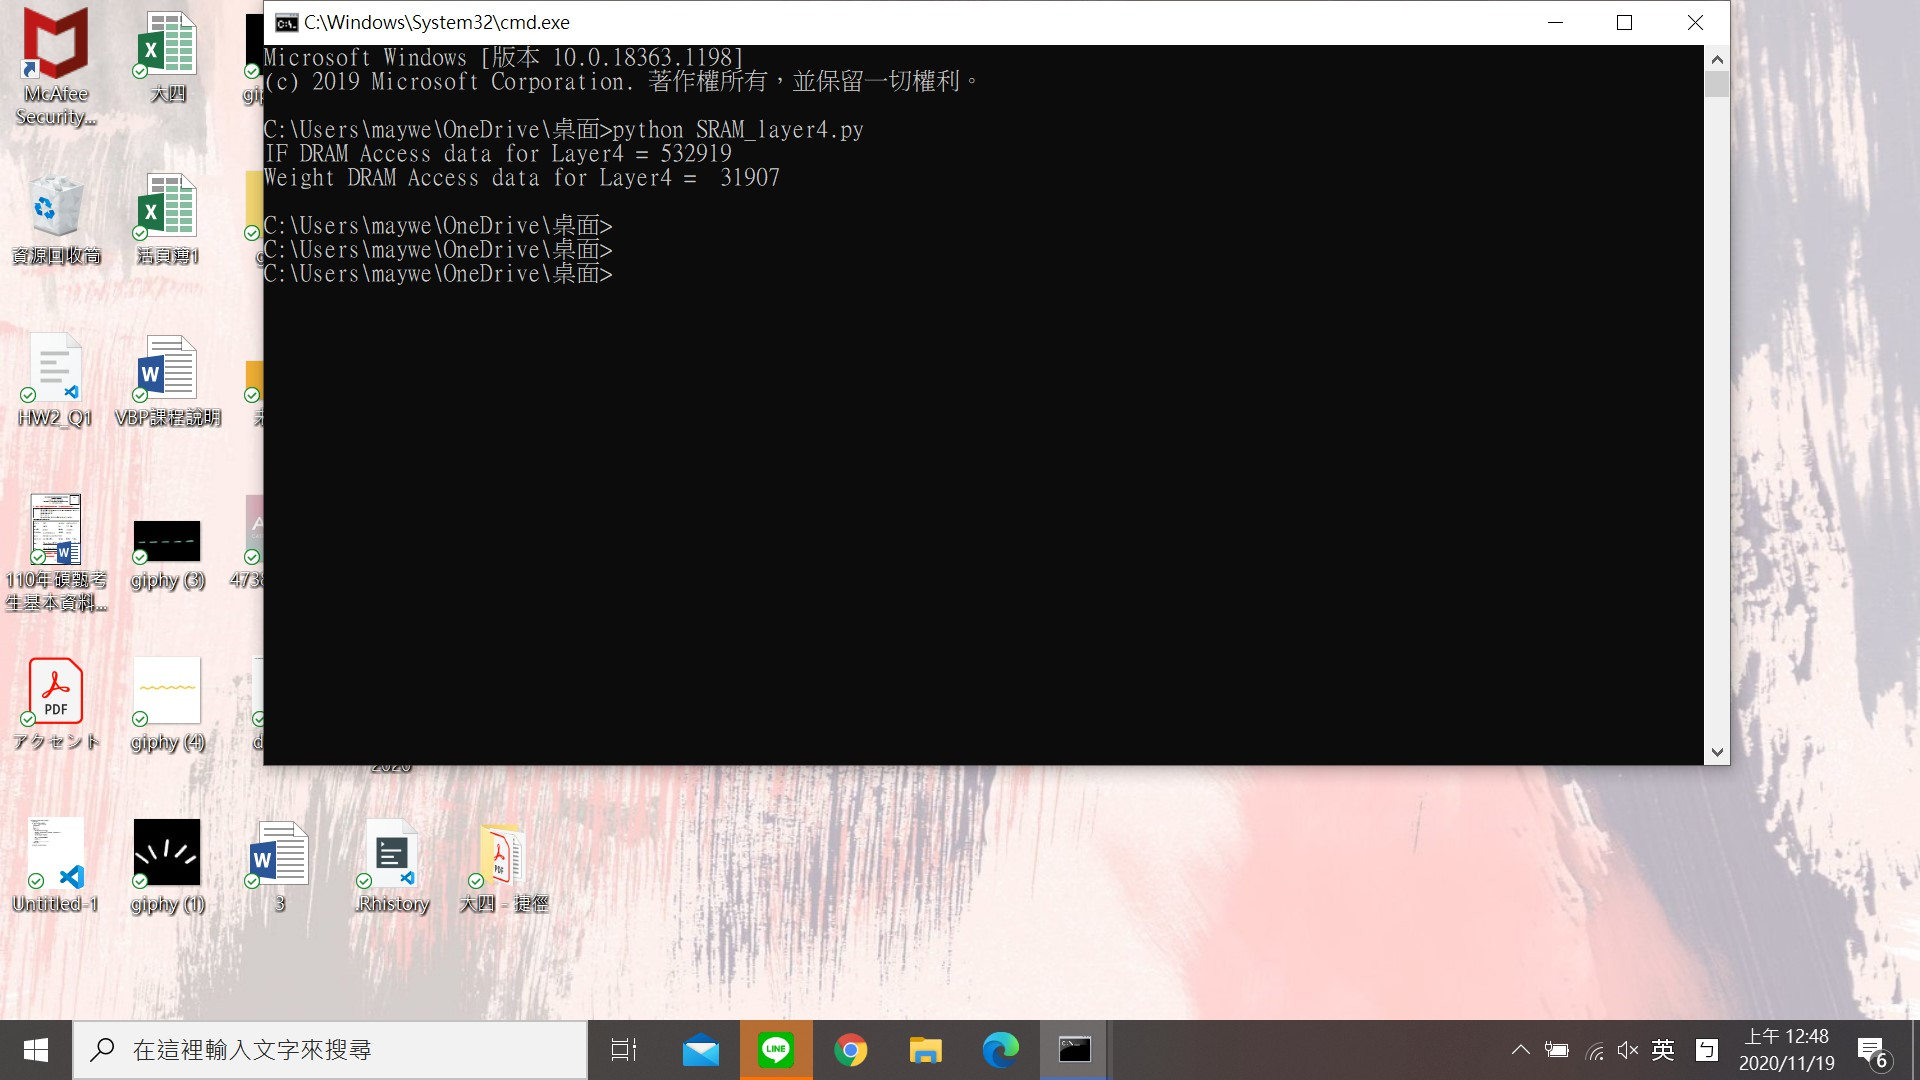 C:\Windows\System32\cmd.exe
Microsoft Windows [版本 10.0.18363.1198]
(c) 2019 Microsoft Corporation. 著作權所有，並保留一切權利。
C:\Users\maywe\OneDrive\桌面>python SRAM_layer4.py
IF DRAM Access data for Layer4 = 532919
Weight DRAM Access data for Layer4 =  31907
C:\Users\maywe\OneDrive\桌面>
C:\Users\maywe\OneDrive\桌面>
C:\Users\maywe\OneDrive\桌面>
McAfee
Security...
大四
資源回收筒
活頁簿1
HW2_Q1
VBP課程說明
110年碩甄考
生基本資料...
giphy (3)
PDF
アクセント
giphy (4)
2020
Untitled-1
giphy (1)
3
.Rhistory
大四 - 捷徑
在這裡輸入文字來搜尋
LINE
英
上午 12:48
2020/11/19
6